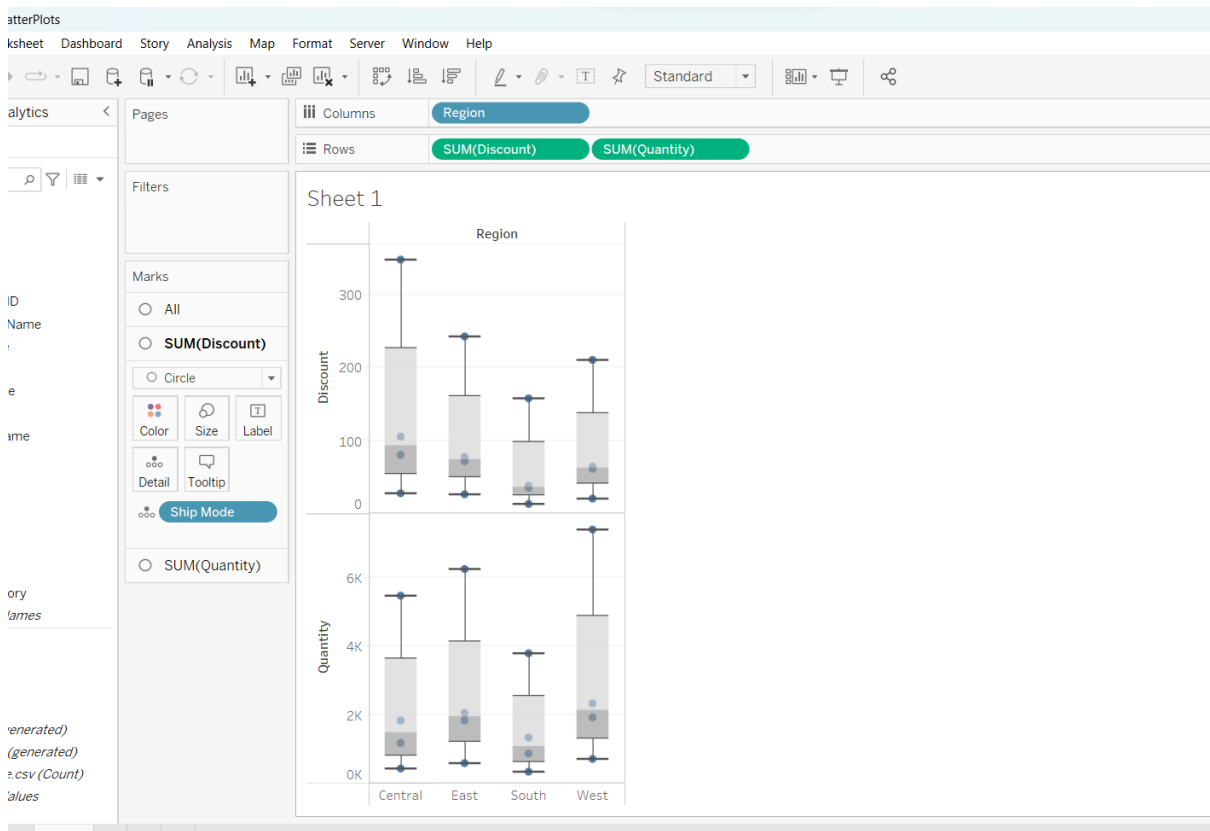 atterPlots
ksheet Dashboard Story Analysis Map Format Server Window Help
Standard
alytics
Pages
Columns Region
Rows SUM(Discount) SUM(Quantity)
Filters
Sheet 1
Region
Marks
All
SUM(Discount)
Circle
Color Size Label
Detail Tooltip
Ship Mode
SUM(Quantity)
ID
Name
e
ame
ory
Names
generated)
(generated)
e.csv (Count)
Values
Discount
300
200
100
0
Quantity
6K
4K
2K
0K
Central East South West